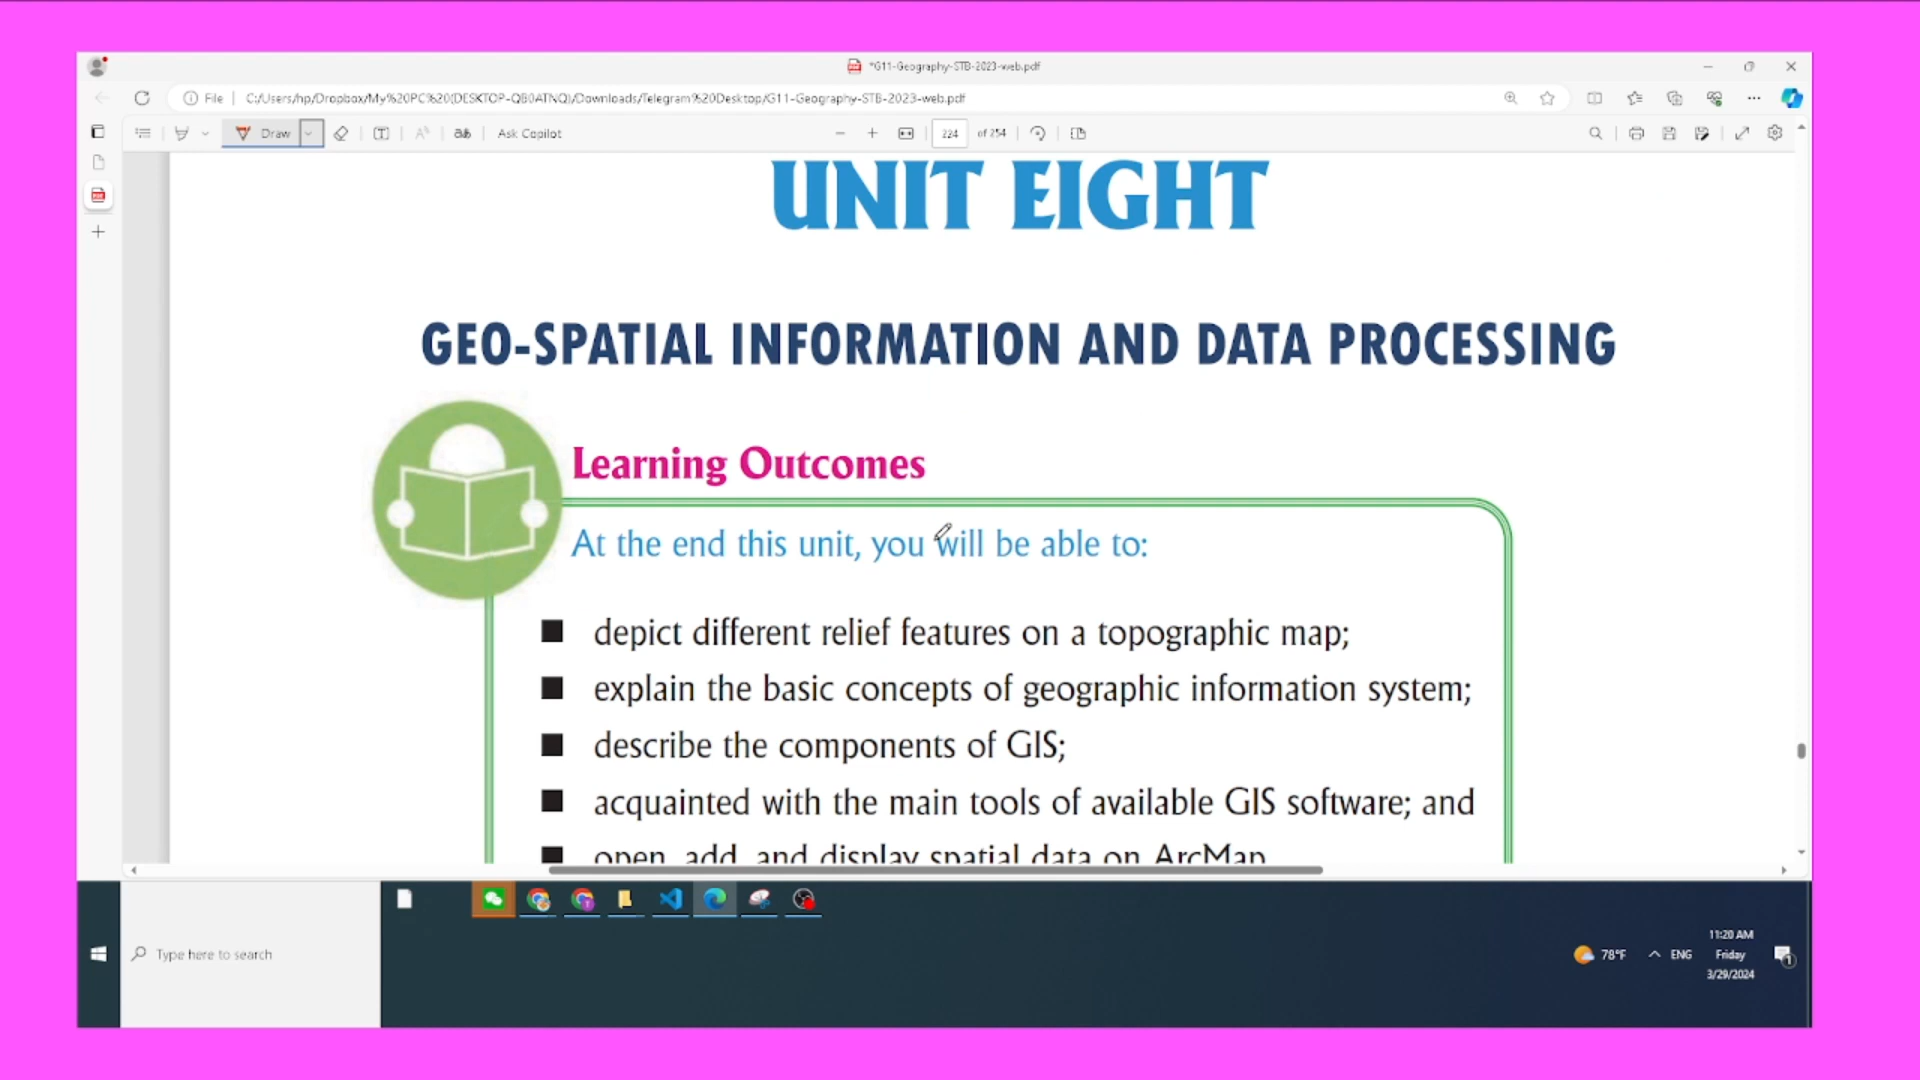 *G11-Geography-STB-2023-web.pdf
File | C:/Users/hp/Dropbox/My%20PC%20(DESKTOP-QB0ATNQ)/Downloads/Telegram%20Desktop/G11-Geography-STB-2023-web.pdf
Draw
Ask Copilot
224 of 254
UNIT EIGHT
GEO-SPATIAL INFORMATION AND DATA PROCESSING
Learning Outcomes
At the end this unit, you will be able to:
■ depict different relief features on a topographic map;
■ explain the basic concepts of geographic information system;
■ describe the components of GIS;
■ acquainted with the main tools of available GIS software; and
■ open, add, and display spatial data on ArcMap
Type here to search
78°F
ENG
11:20 AM
Friday
3/29/2024
1